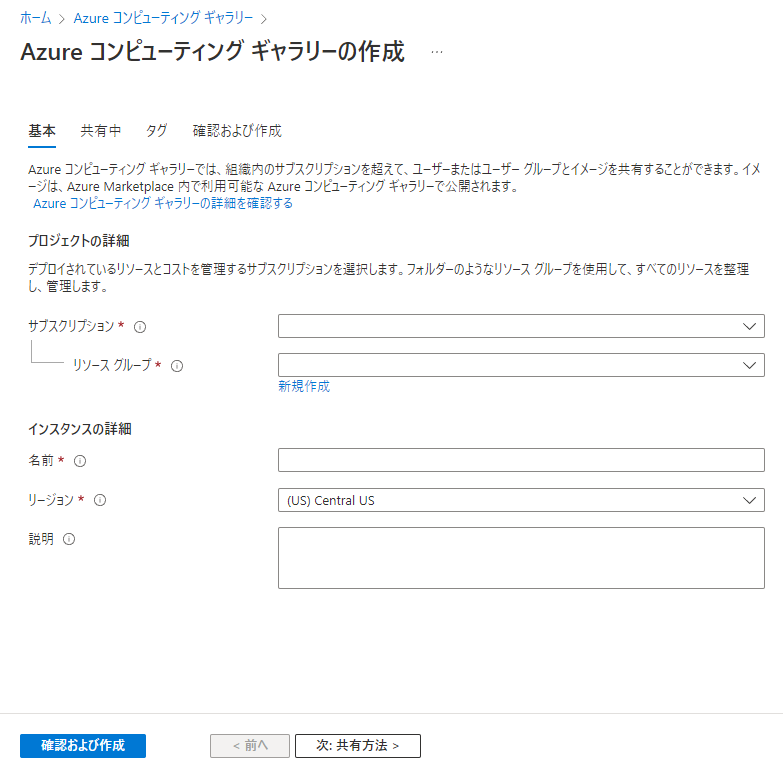 ホーム > Azure コンピューティング ギャラリー >
Azure コンピューティング ギャラリーの作成 …
基本 共有中 タグ 確認および作成
Azure コンピューティング ギャラリーでは、組織内のサブスクリプションを超えて、ユーザーまたはユーザー グループとイメージを共有することができます。イメ
ージは、Azure Marketplace 内で利用可能な Azure コンピューティング ギャラリーで公開されます。
Azure コンピューティング ギャラリーの詳細を確認する
プロジェクトの詳細
デプロイされているリソースとコストを管理するサブスクリプションを選択します。フォルダーのようなリソース グループを使用して、すべてのリソースを整理
し、管理します。
サブスクリプション *
リソース グループ *
新規作成
インスタンスの詳細
名前 *
リージョン * (US) Central US
説明
確認および作成 < 前へ 次: 共有方法 >